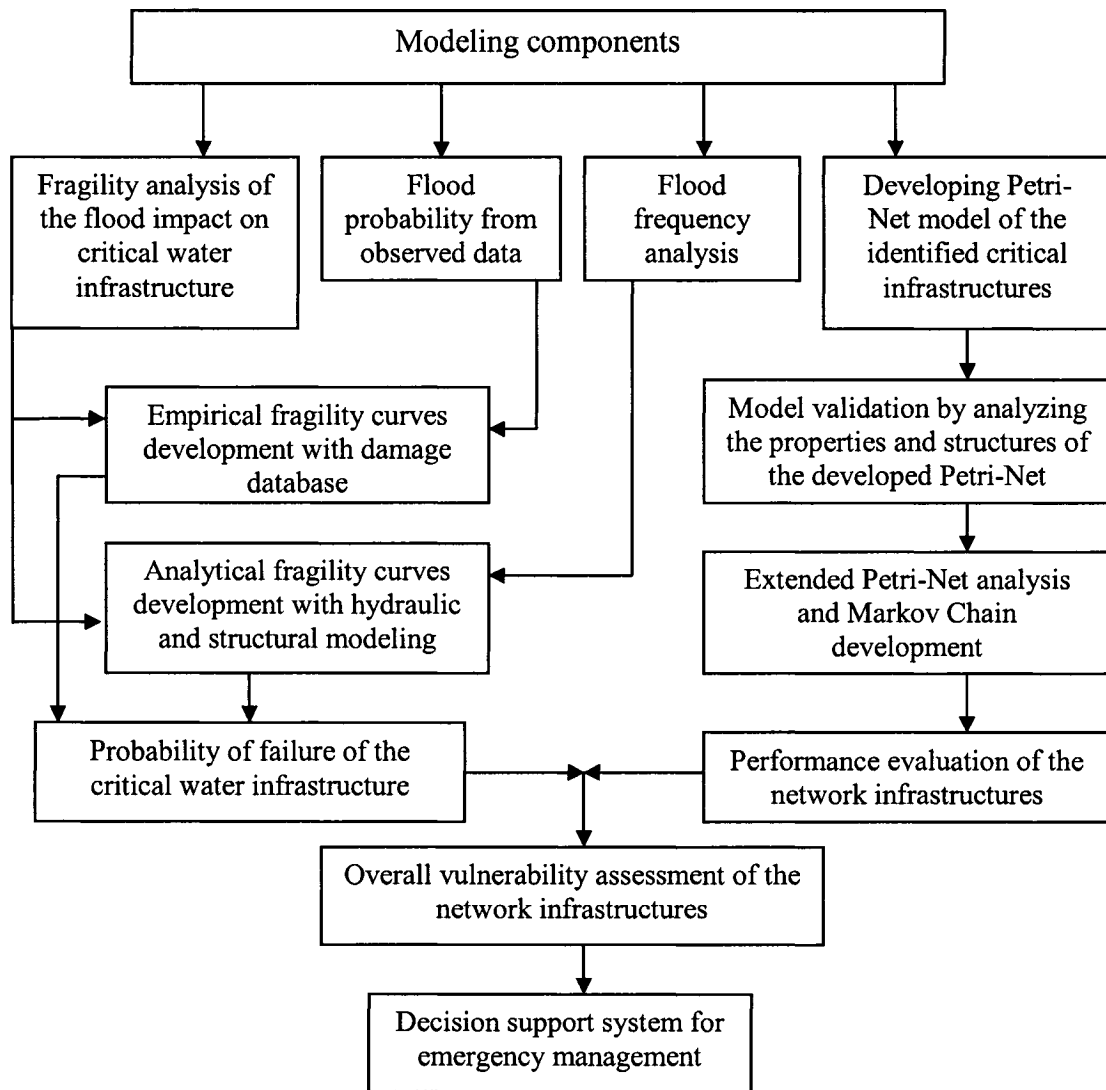 Modeling components
Fragility analysis of
the flood impact on
critical water
infrastructure
Flood
probability from
observed data
Flood
frequency
analysis
Developing Petri-
Net model of the
identified critical
infrastructures
Empirical fragility curves
development with damage
database
Model validation by analyzing
the properties and structures of
the developed Petri-Net
Analytical fragility curves
development with hydraulic
and structural modeling
Extended Petri-Net analysis
and Markov Chain
development
Probability of failure of the
critical water infrastructure
Performance evaluation of the
network infrastructures
Overall vulnerability assessment of the
network infrastructures
Decision support system for
emergency management